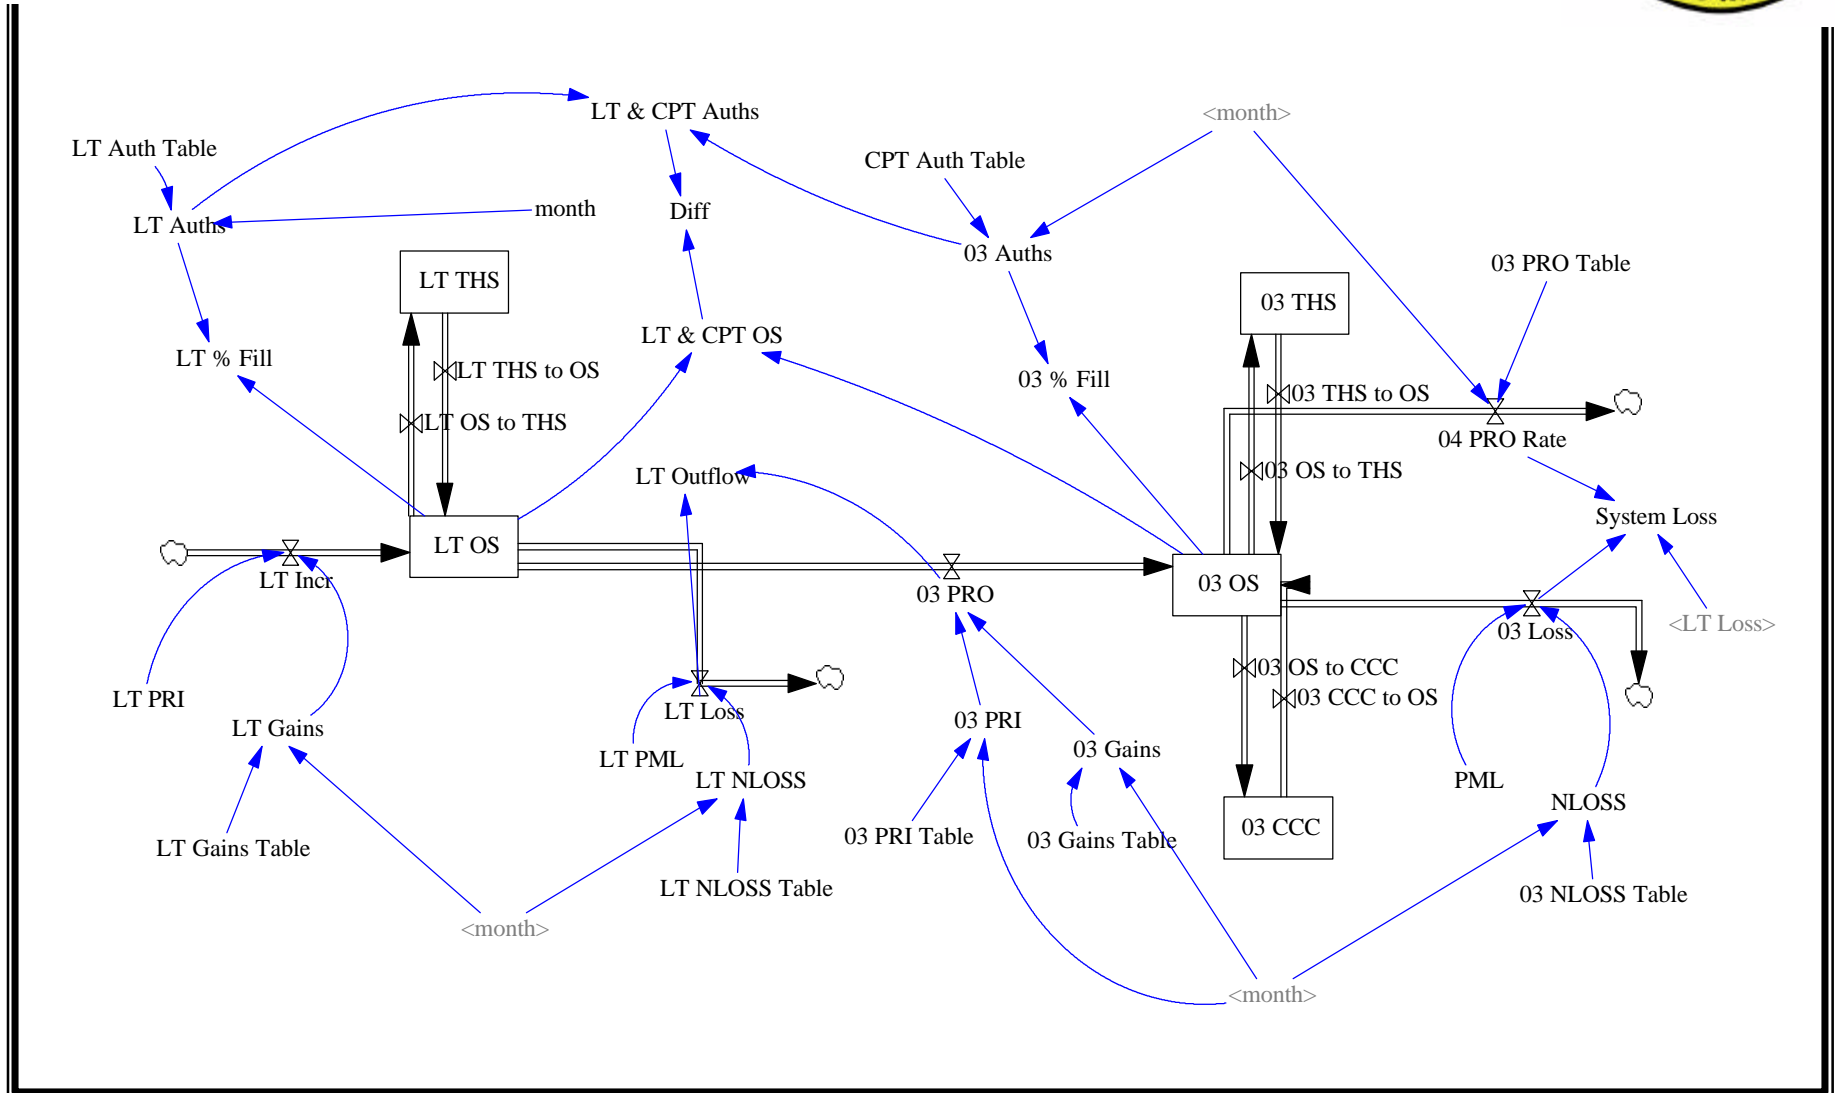 LT & CPT Auths
<month>
LT Auth Table
CPT Auth Table
month
Diff
LT Auths
03 Auths
03 PRO Table
LT THS
03 THS
LT & CPT OS
LT % Fill
LT THS to OS
03 % Fill
03 THS to OS
LT OS to THS
04 PRO Rate
03 OS to THS
LT Outflow
System Loss
LT OS
LT Incr
03 PRO
03 OS
03 Loss
<LT Loss>
03 OS to CCC
03 CCC to OS
LT PRI
LT Loss
LT Gains
03 PRI
03 Gains
LT PML
LT NLOSS
PML
NLOSS
03 CCC
03 PRI Table
03 Gains Table
LT Gains Table
LT NLOSS Table
03 NLOSS Table
<month>
<month>